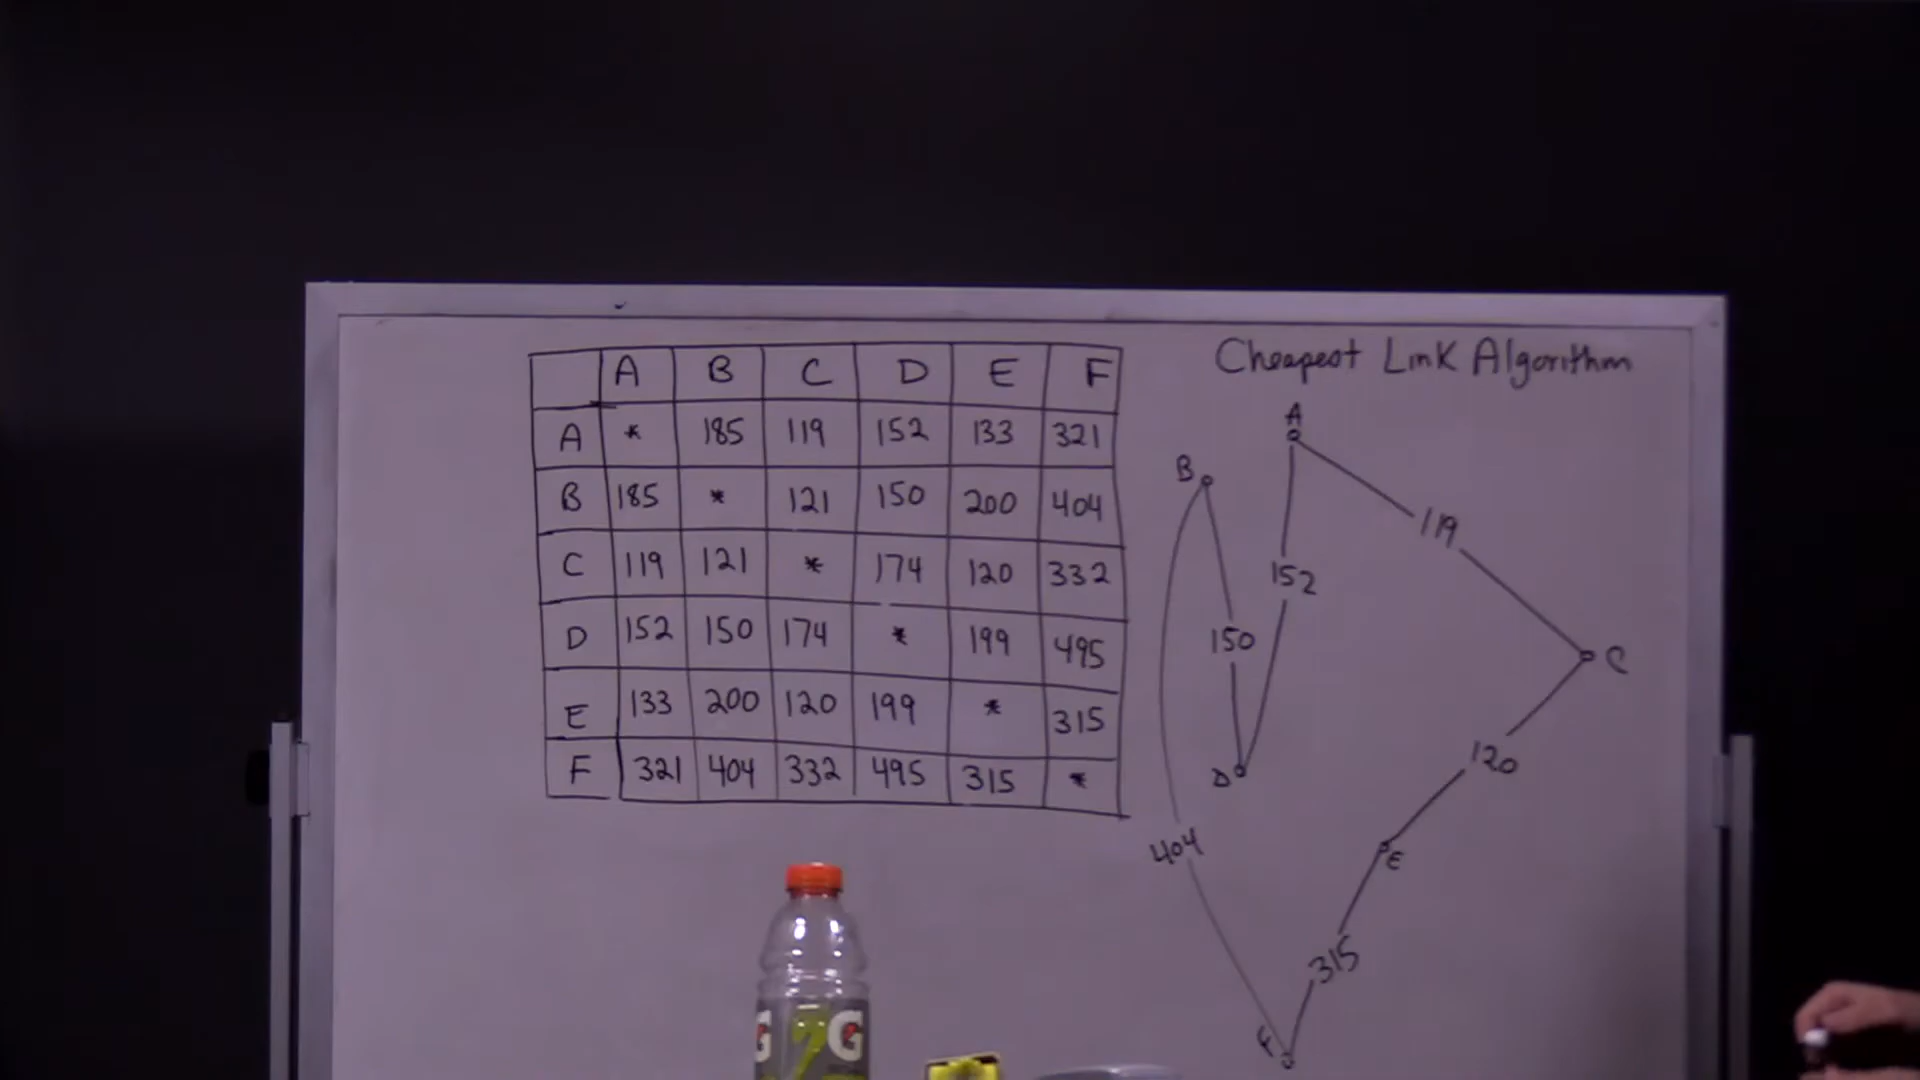 Cheapest Link Algorithm
A B C D E F
A * 185 119 152 133 321
B 185 * 121 150 200 404
C 119 121 * 174 120 332
D 152 150 174 * 199 495
E 133 200 120 199 * 315
F 321 404 332 495 315 *
A
B
119
152
150
C
120
D
404
E
315
F
G
G